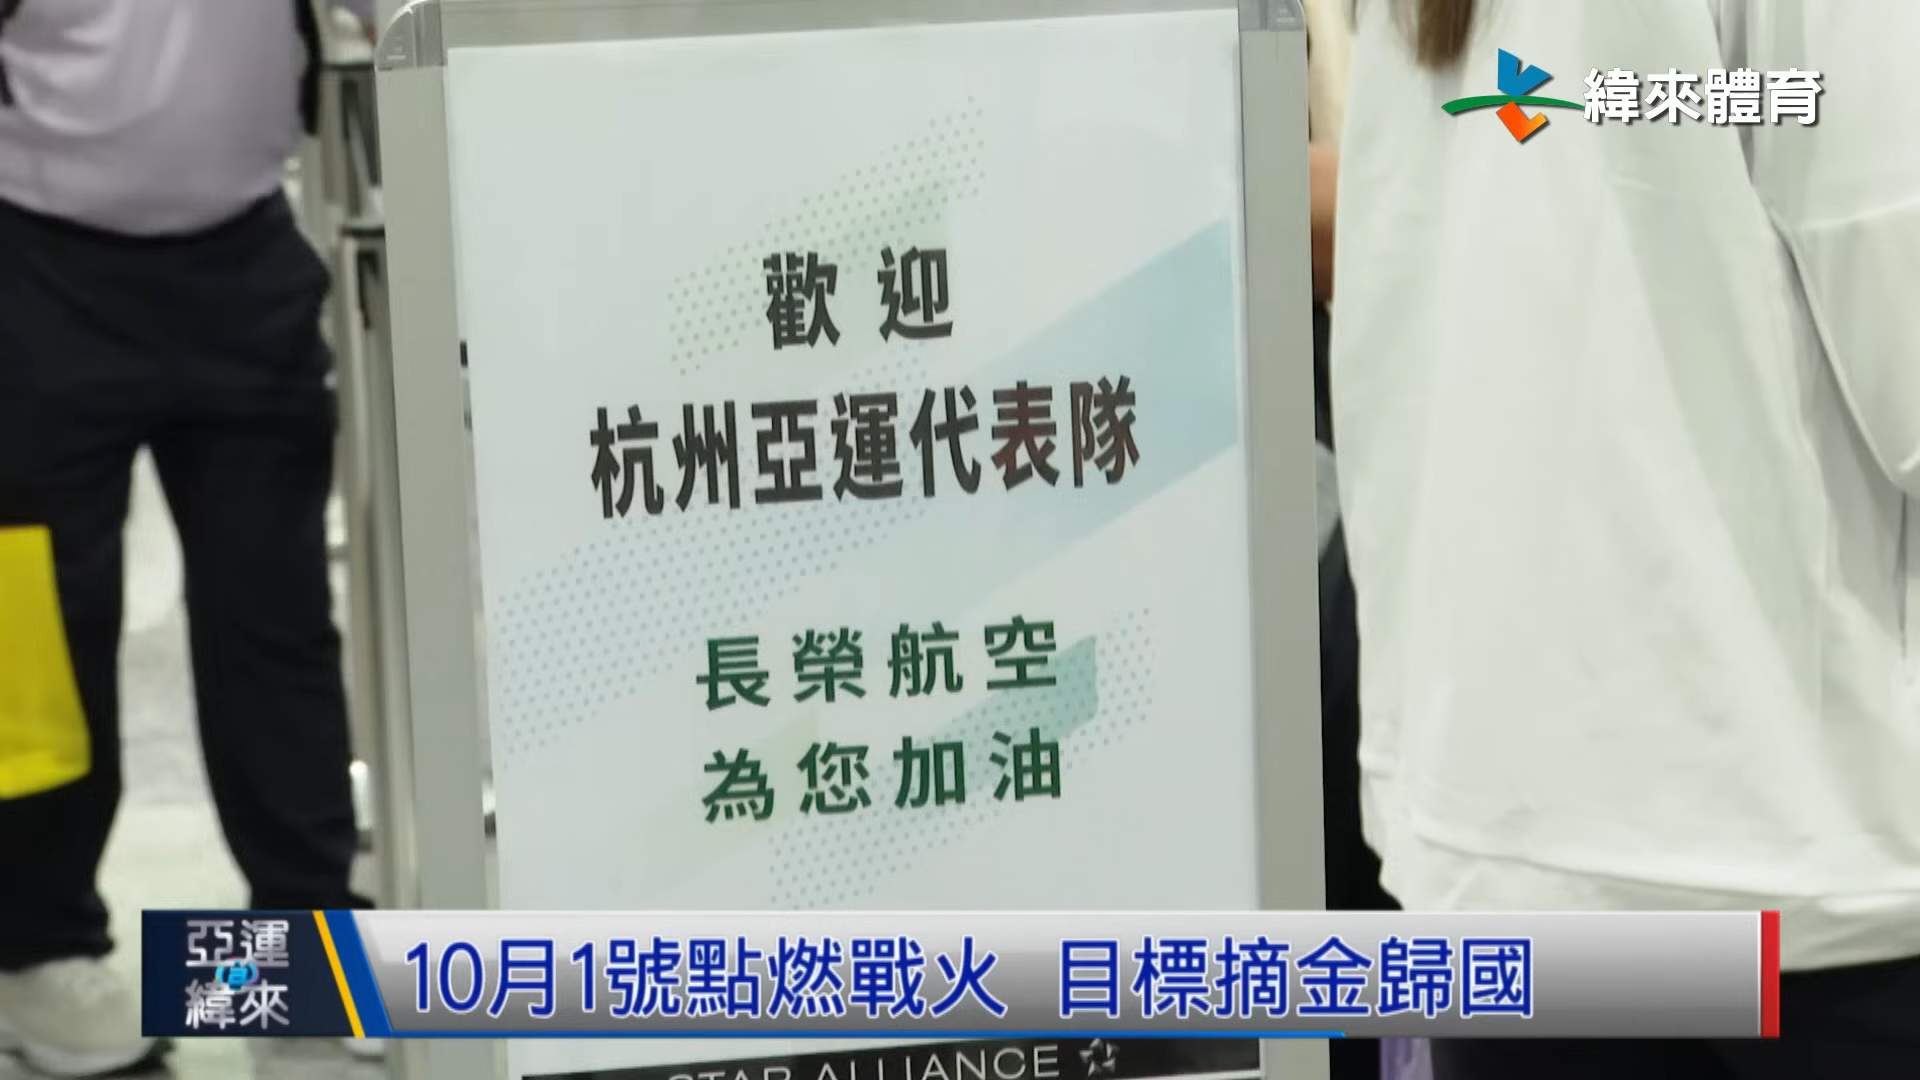 緯來體育
歡迎
杭州亞運代表隊
長榮航空
為您加油
亞運
@
緯來
10月1號點燃戰火 目標摘金歸國
STAR ALLIANCE